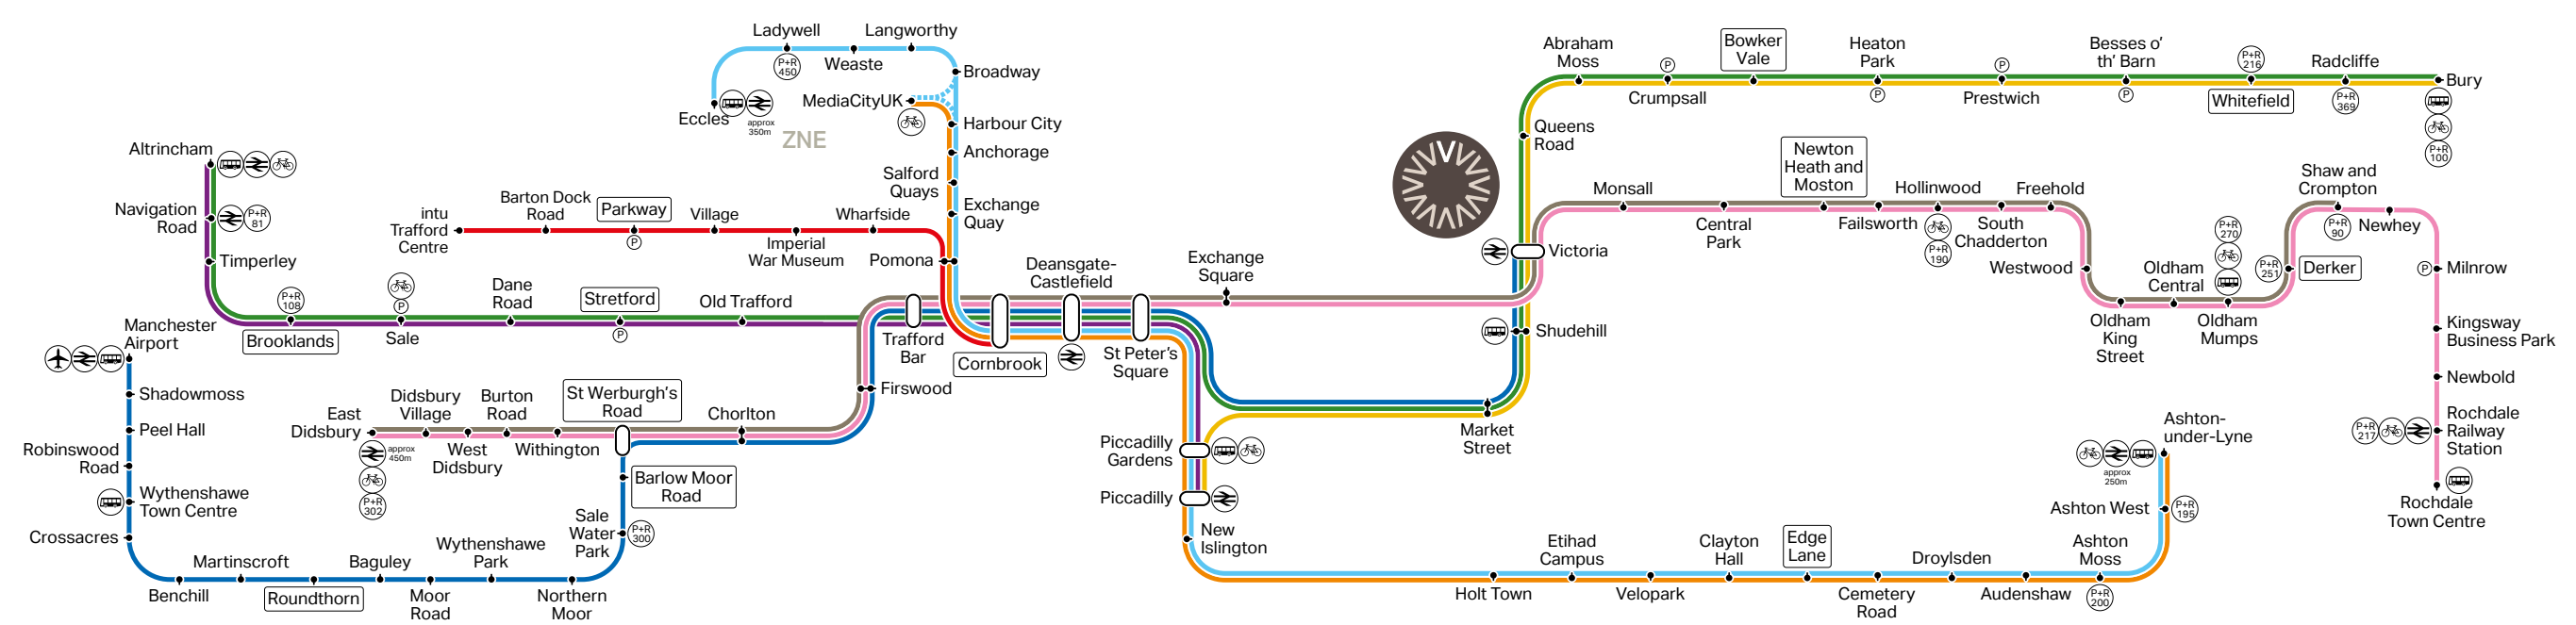 Ladywell
P+R
450
Weaste
Langworthy
Broadway
MediaCityUK
Eccles
approx
350m
ZNE
Harbour City
Anchorage
Salford
Quays
Exchange
Quay
Altrincham
Navigation
Road
P+R
81
Timperley
intu
Trafford
Centre
Barton Dock
Road
Parkway
P
Village
Imperial
War Museum
Wharfside
Pomona
P+R
108
Brooklands
P
Sale
Dane
Road
Stretford
P
Old Trafford
Trafford
Bar
Cornbrook
Deansgate-
Castlefield
St Peter's
Square
Exchange
Square
Manchester
Airport
Shadowmoss
Peel Hall
Robinswood
Road
Wythenshawe
Town Centre
Crossacres
Benchill
Martinscroft
Roundthorn
Baguley
Moor
Road
Wythenshawe
Park
Northern
Moor
Sale
Water
Park
P+R
300
Barlow Moor
Road
St Werburgh's
Road
East
Didsbury
approx
450m
P+R
302
Didsbury
Village
West
Didsbury
Burton
Road
Withington
Chorlton
Firswood
Piccadilly
Gardens
Piccadilly
New
Islington
Market
Street
Shudehill
Victoria
V
Queens
Road
Abraham
Moss
P
Crumpsall
Bowker
Vale
Heaton
Park
P
P
Prestwich
Besses o'
th' Barn
P
P+R
216
Whitefield
Radcliffe
P+R
369
Bury
P+R
100
Monsall
Central
Park
Newton
Heath and
Moston
Failsworth
Hollinwood
P+R
190
South
Chadderton
Freehold
Westwood
Oldham
King
Street
Oldham
Central
P+R
270
Oldham
Mumps
P+R
251
Derker
Shaw and
Crompton
P+R
90
Newhey
P
Milnrow
Kingsway
Business Park
Newbold
P+R
217
Rochdale
Railway
Station
Rochdale
Town Centre
Holt Town
Etihad
Campus
Velopark
Clayton
Hall
Edge
Lane
Cemetery
Road
Droylsden
Audenshaw
Ashton
Moss
P+R
200
Ashton West
P+R
195
Ashton-
under-Lyne
approx
250m